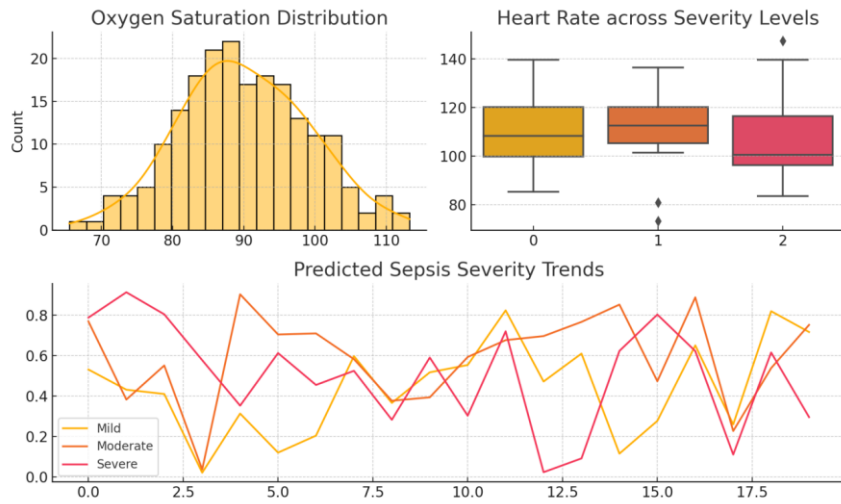 Oxygen Saturation Distribution
Count
20
15
10
5
0
70 80 90 100 110
Heart Rate across Severity Levels
140
120
100
80
0 1 2
Predicted Sepsis Severity Trends
0.8
0.6
0.4
0.2
0.0
Mild
Moderate
Severe
0.0 2.5 5.0 7.5 10.0 12.5 15.0 17.5